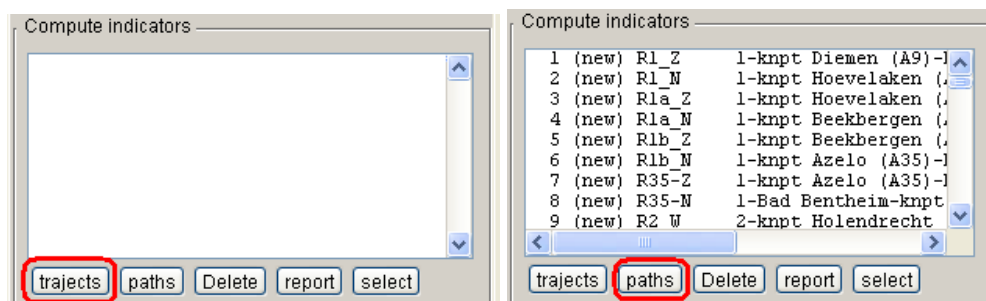 Compute indicators
trajects paths Delete report select
Compute indicators
1 (new) R1_Z 1-knpt Diemen (A9)-
2 (new) R1_N 1-knpt Hoevelaken (
3 (new) R1a_Z 1-knpt Hoevelaken (
4 (new) R1a_N 1-knpt Beekbergen (
5 (new) R1b_Z 1-knpt Beekbergen (
6 (new) R1b_N 1-knpt Azelo (A35)-
7 (new) R35-Z 1-knpt Azelo (A35)-
8 (new) R35-N 1-Bad Bentheim-knpt
9 (new) R2_W 2-knpt Holendrecht
trajects paths Delete report select